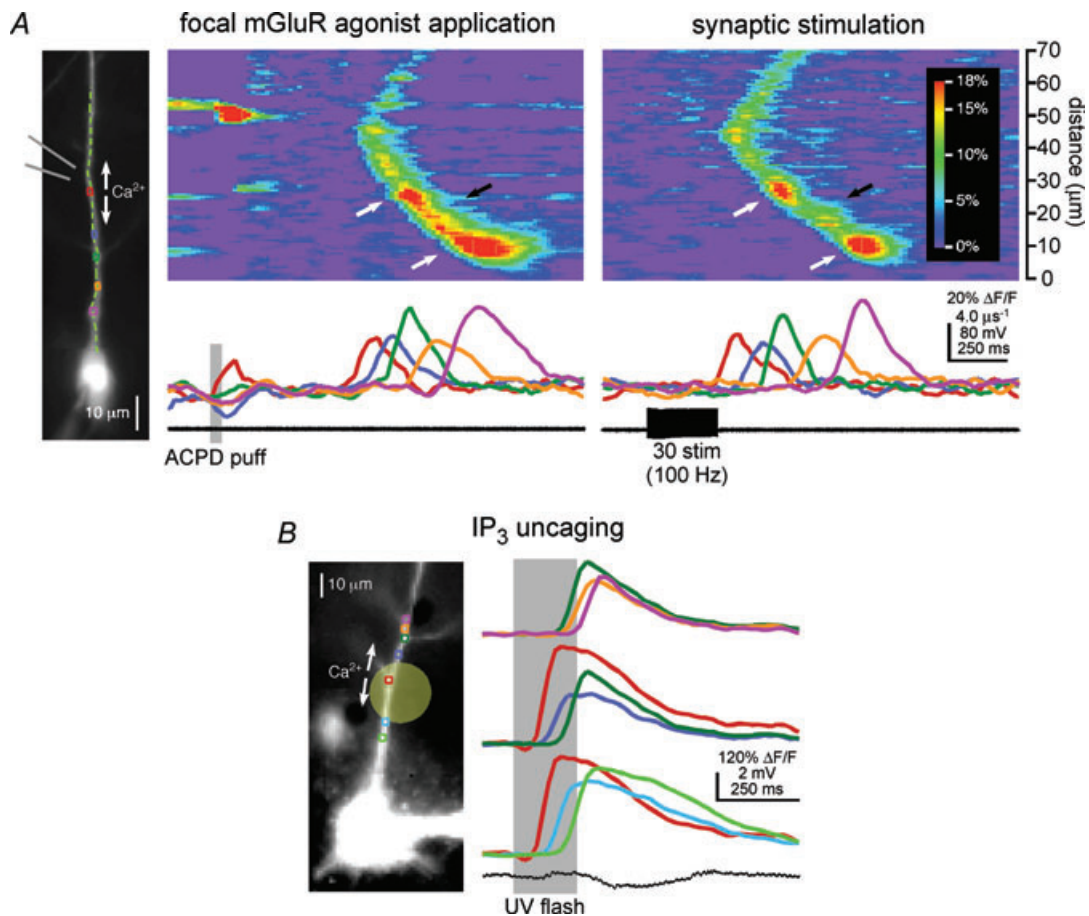 A
focal mGluR agonist application
synaptic stimulation
Ca2+
10 μm
18%
15%
10%
5%
0%
70
60
50
40
30
20
10
0
distance (μm)
20% ΔF/F
4.0 μs-1
80 mV
250 ms
ACPD puff
30 stim
(100 Hz)
B
IP3 uncaging
10 μm
Ca2+
120% ΔF/F
2 mV
250 ms
UV flash